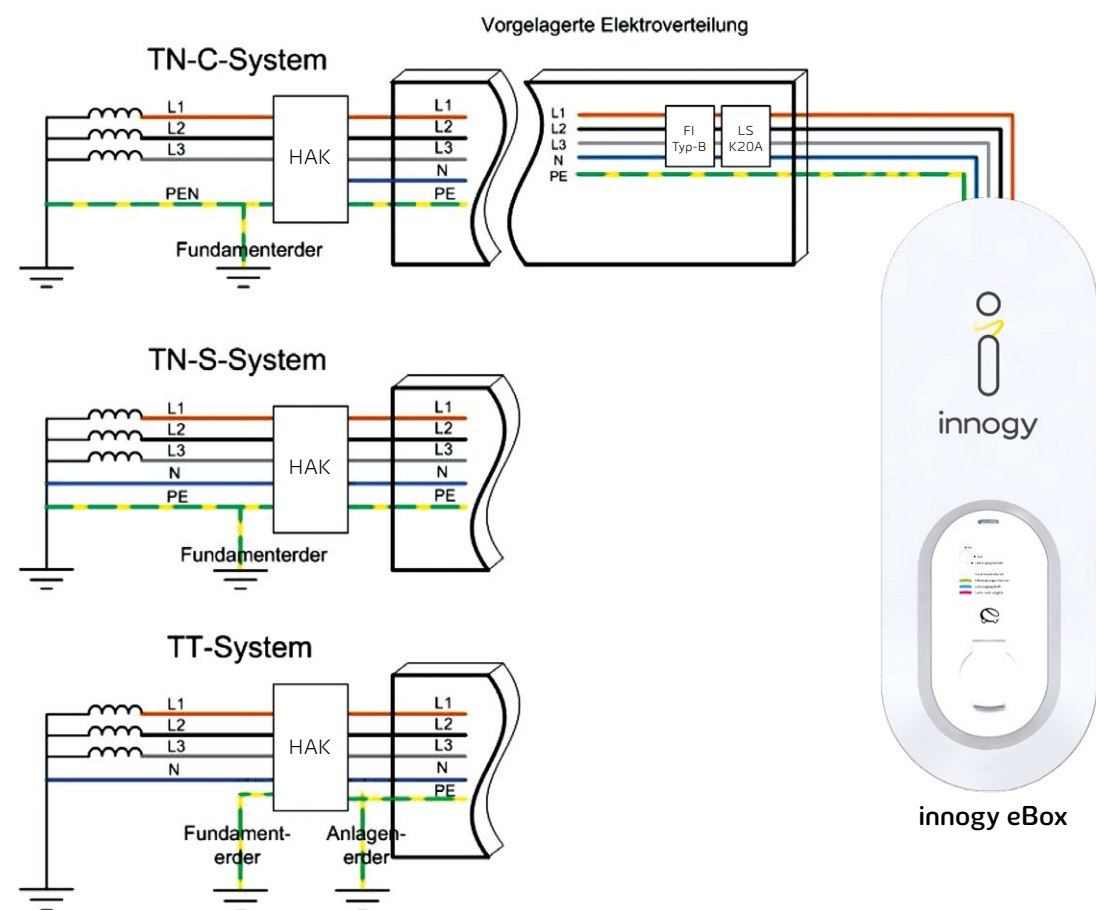 Vorgelagerte Elektroverteilung
TN-C-System
L1
L2
L3
PEN
HAK
L1
L2
L3
N
PE
Fundamenterder
L1
L2
L3
N
PE
FI
Typ-B
LS
K20A
TN-S-System
L1
L2
L3
N
PE
HAK
L1
L2
L3
N
PE
Fundamenterder
TT-System
L1
L2
L3
N
HAK
L1
L2
L3
N
PE
Fundament-
erder
Anlagen-
erder
innogy
innogy eBox